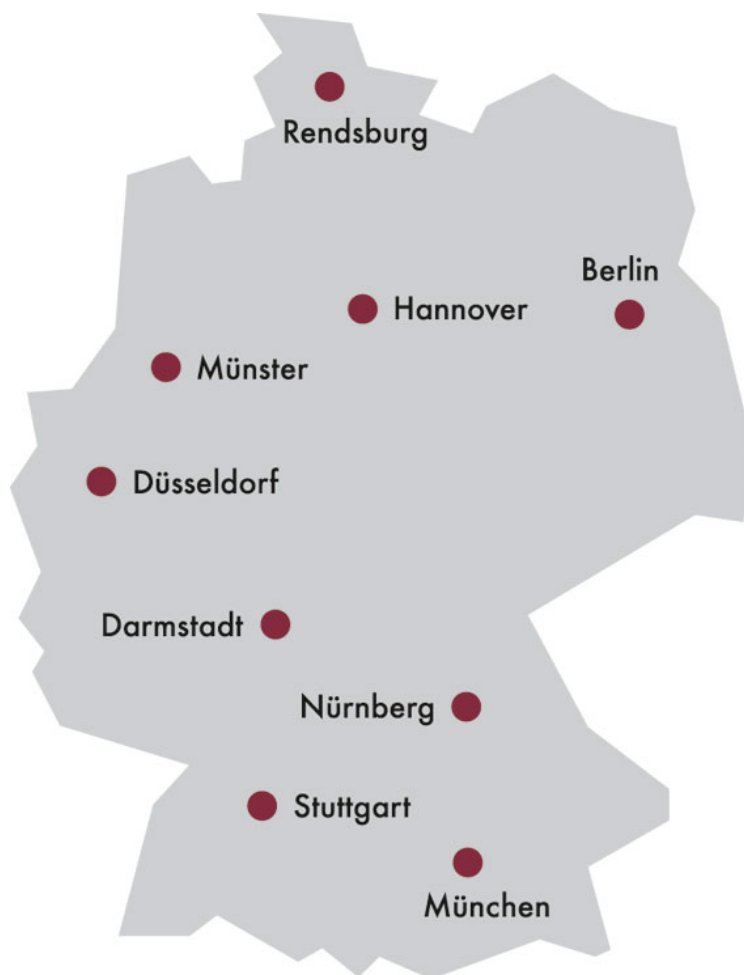 Rendsburg
Berlin
Hannover
Münster
Düsseldorf
Darmstadt
Nürnberg
Stuttgart
München